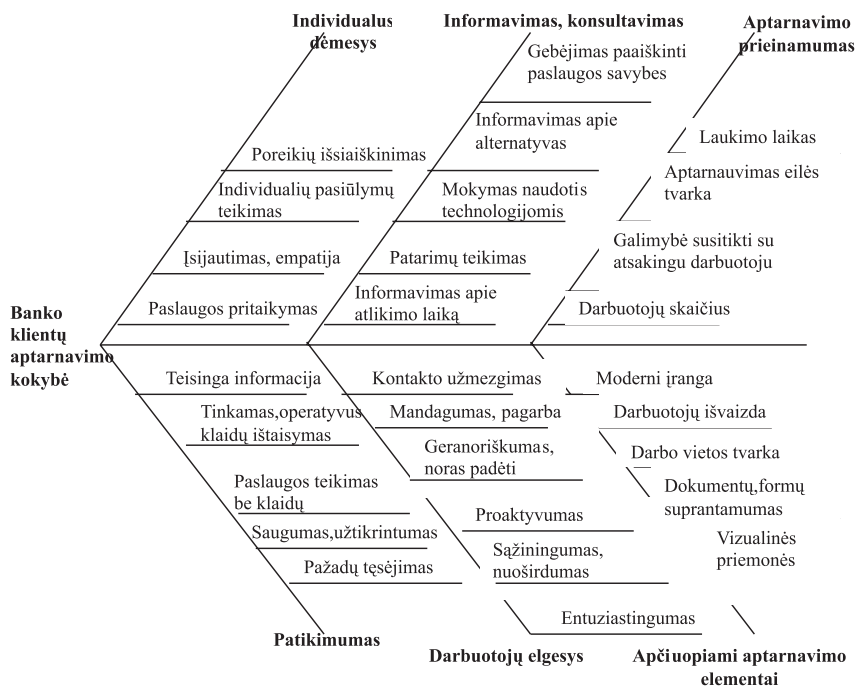 Individualus
dėmesys
Informavimas, konsultavimas
Aptarnavimo
prieinamumas
Gebėjimas paaiškinti
paslaugos savybes
Informavimas apie
alternatyvas
Laukimo laikas
Poreikių išsiaiškinimas
Aptarnauvimas eilės
tvarka
Individualių pasiūlymų
teikimas
Mokymas naudotis
technologijomis
Galimybė susitikti su
atsakingu darbuotoju
Įsijautimas, empatija
Patarimų teikimas
Informavimas apie
atlikimo laiką
Paslaugos pritaikymas
Darbuotojų skaičius
Banko
klientų
aptarnavimo
kokybė
Teisinga informacija
Kontakto užmezgimas
Moderni įranga
Tinkamas,operatyvus
klaidų ištaisymas
Mandagumas, pagarba
Darbuotojų išvaizda
Geranoriškumas,
noras padėti
Darbo vietos tvarka
Paslaugos teikimas
be klaidų
Dokumentų,formų
suprantamumas
Proaktyvumas
Saugumas,užtikrintumas
Vizualinės
priemonės
Sąžiningumas,
nuoširdumas
Pažadų tęsėjimas
Entuziastingumas
Patikimumas
Darbuotojų elgesys
Apčiuopiami aptarnavimo
elementai